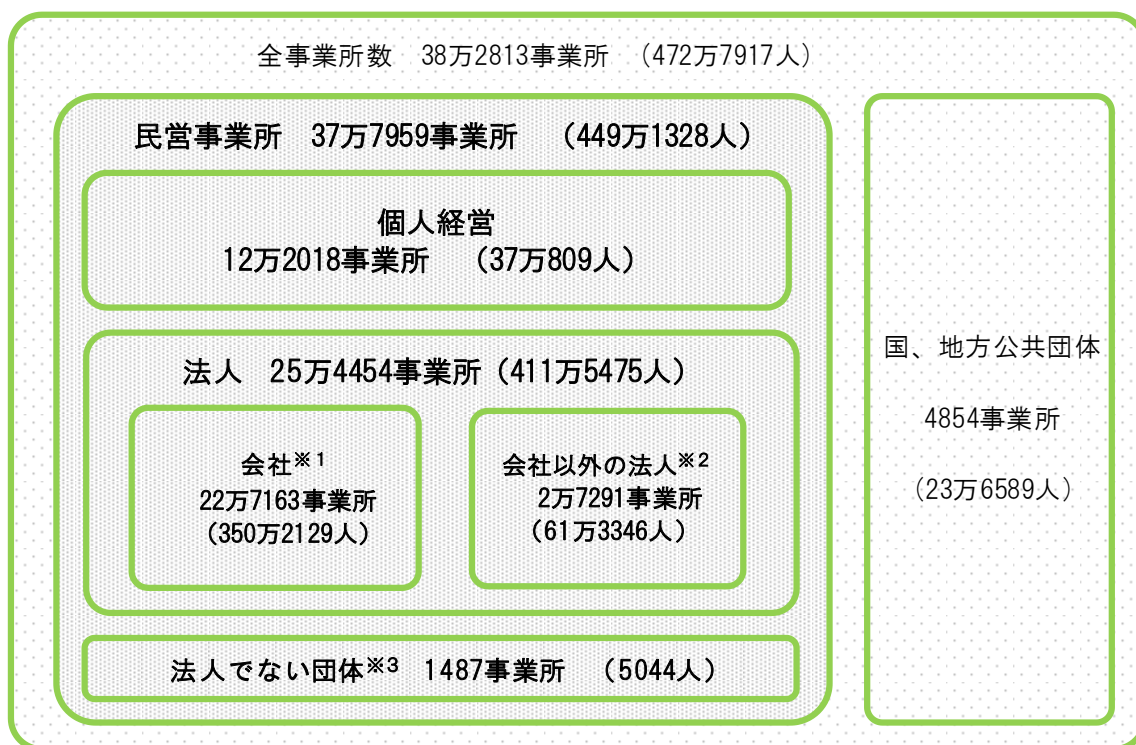 全事業所数　38万2813事業所　（472万7917人）
民営事業所　37万7959事業所　（449万1328人）
個人経営
12万2018事業所　（37万809人）
法人　25万4454事業所（411万5475人）
会社※1
22万7163事業所
（350万2129人）
会社以外の法人※2
2万7291事業所
（61万3346人）
法人でない団体※3　1487事業所　（5044人）
国、地方公共団体
4854事業所
（23万6589人）